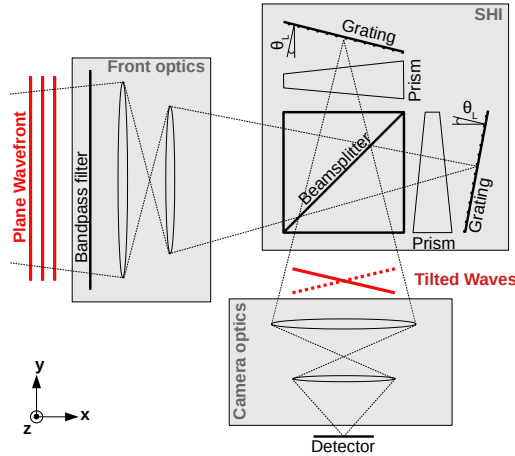 SHI
Grating
θL
Front optics
Prism
Plane Wavefront
Bandpass filter
Beamsplitter
θL
Grating
Prism
Tilted Waves
Camera optics
y
x
z
Detector